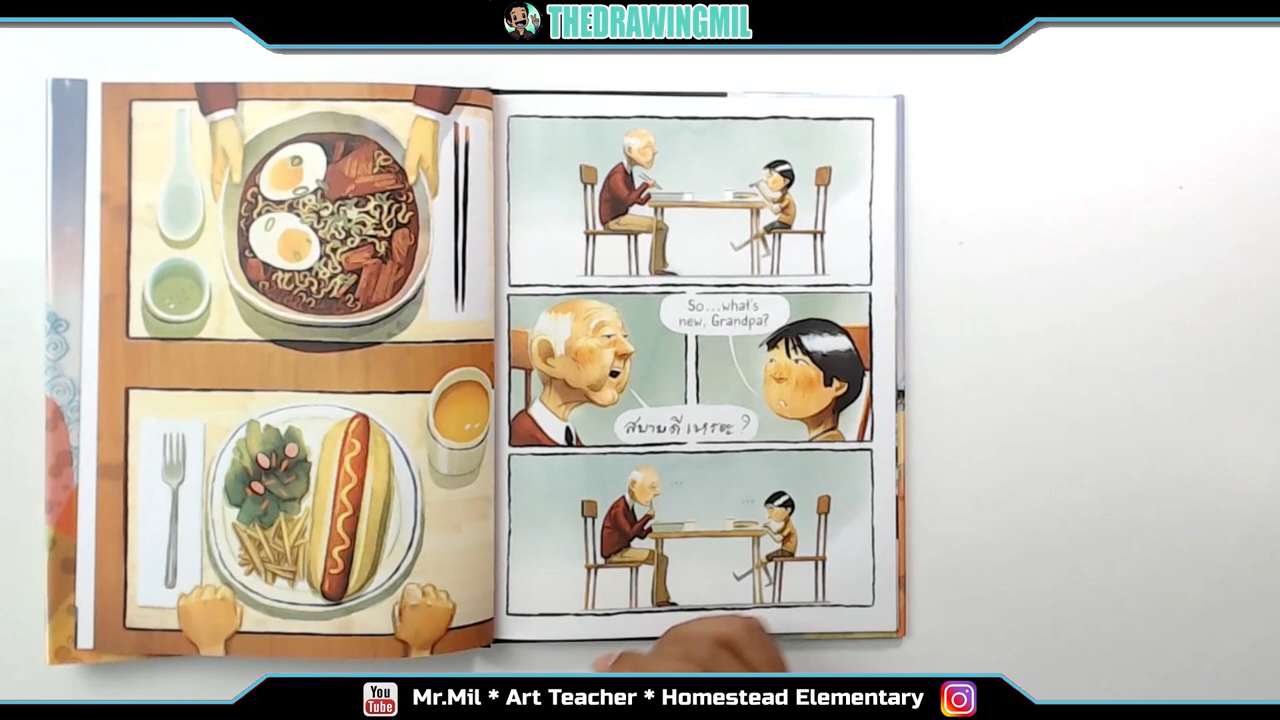 THEDRAWINGMIL
So...what's
new, Grandpa?
สบายดีเหรอะ?
...
...
You
Tube
Mr.Mil * Art Teacher * Homestead Elementary